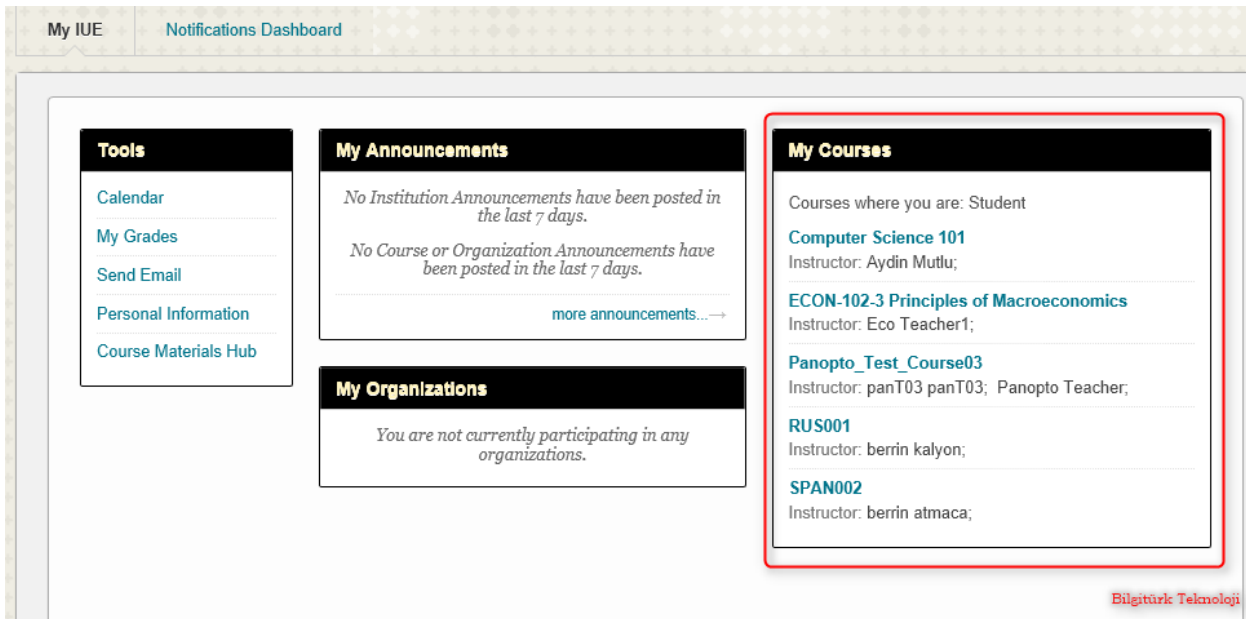 My IUE
Notifications Dashboard
Tools
Calendar
My Grades
Send Email
Personal Information
Course Materials Hub
My Announcements
No Institution Announcements have been posted in
the last 7 days.
No Course or Organization Announcements have
been posted in the last 7 days.
more announcements...→
My Organizations
You are not currently participating in any
organizations.
My Courses
Courses where you are: Student
Computer Science 101
Instructor: Aydin Mutlu;
ECON-102-3 Principles of Macroeconomics
Instructor: Eco Teacher1;
Panopto_Test_Course03
Instructor: panT03 panT03; Panopto Teacher;
RUS001
Instructor: berrin kalyon;
SPAN002
Instructor: berrin atmaca;
Bilgitürk Teknoloji